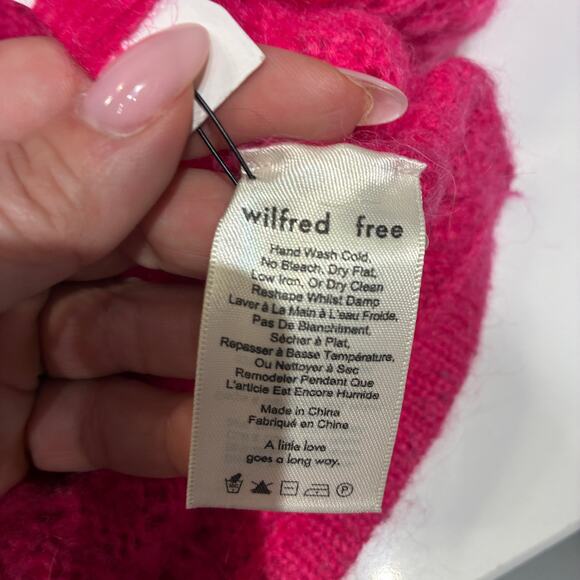 wilfred free
Hand Wash Cold,
No Bleach, Dry Flat,
Low Iron, Or Dry Clean
Reshape Whilst Damp
Laver à La Main à L'eau Froide,
Pas De Blanchiment,
Sécher à Plat,
Repasser à Basse Température,
Ou Nettoyer à Sec
Remodeler Pendant Que
L'article Est Encore Humide
Made in China
Fabriqué en Chine
A little love
goes a long way.